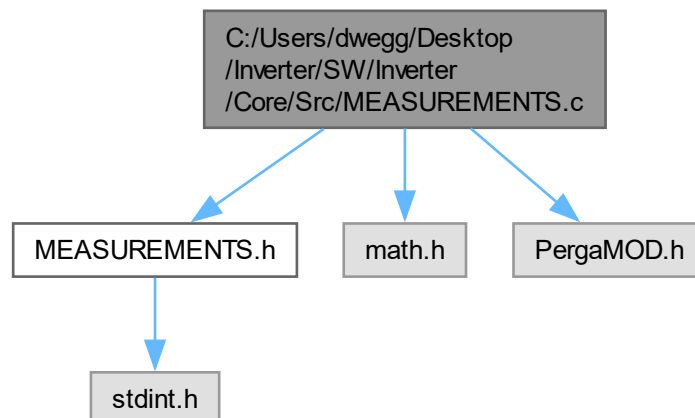 C:/Users/dwegg/Desktop
/Inverter/SW/Inverter
/Core/Src/MEASUREMENTS.c
MEASUREMENTS.h
math.h
PergaMOD.h
stdint.h